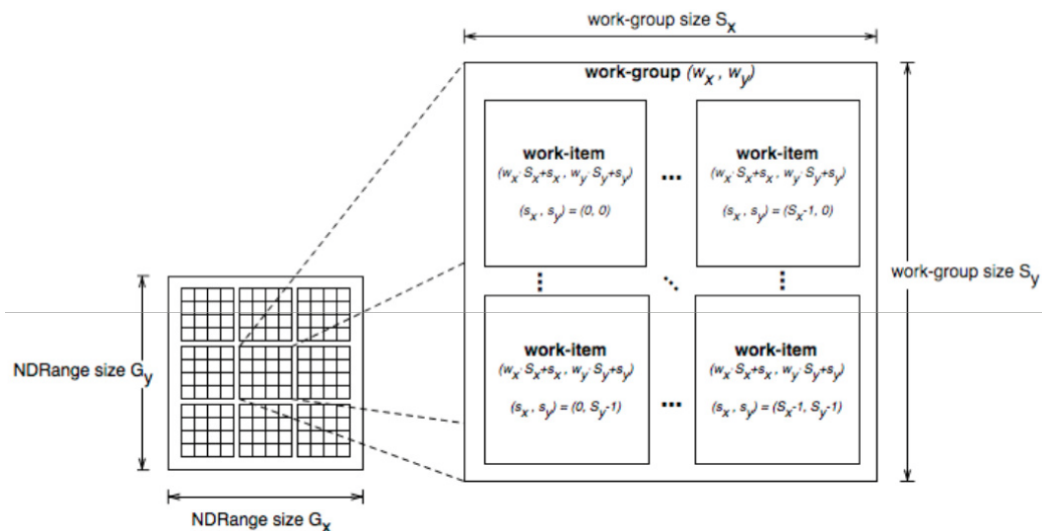 work-group size Sx
work-group (wx , wy)
work-item
(wx· Sx+sx , wy· Sy+sy)
(sx , sy) = (0, 0)
...
work-item
(wx· Sx+sx , wy· Sy+sy)
(sx , sy) = (Sx-1, 0)
work-group size Sy
work-item
(wx· Sx+sx , wy· Sy+sy)
(sx , sy) = (0, Sy-1)
...
work-item
(wx· Sx+sx , wy· Sy+sy)
(sx , sy) = (Sx-1, Sy-1)
NDRange size Gy
NDRange size Gx